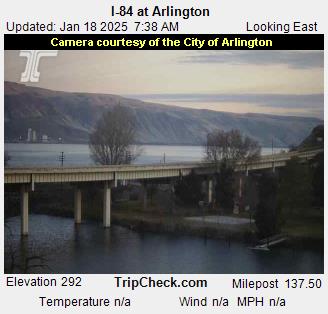 I-84 at Arlington
Updated: Jan 18 2025 7:38 AM Looking East
Camera courtesy of the City of Arlington
Elevation 292 TripCheck.com Milepost 137.50
Temperature n/a Wind n/a MPH n/a